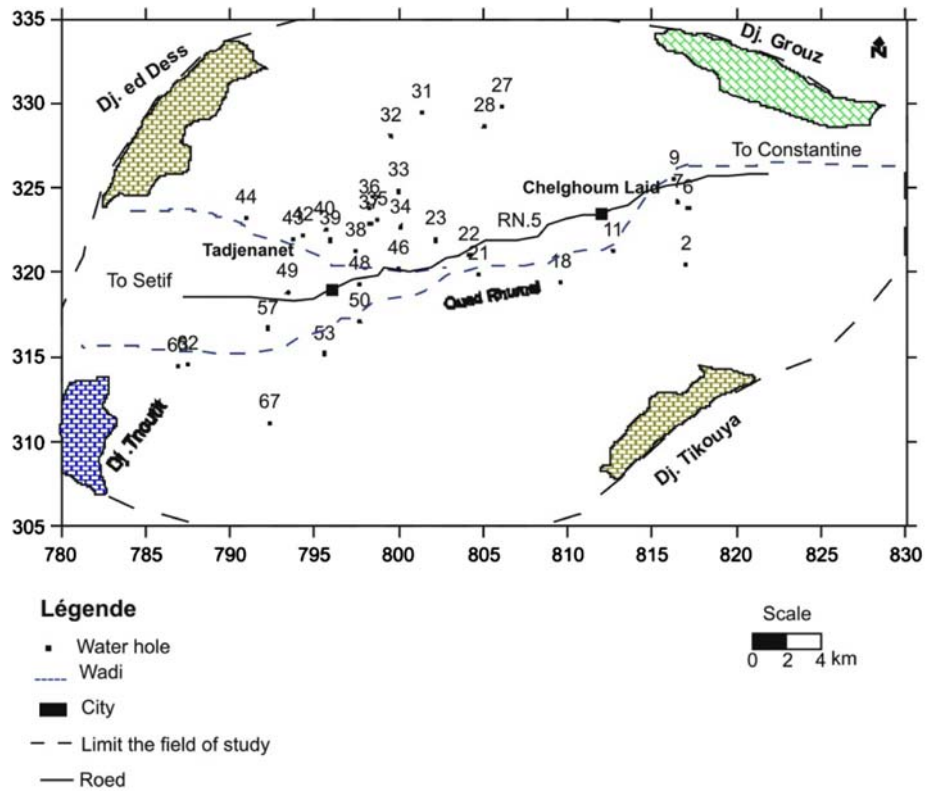 335
330
325
320
315
310
305
780 785 790 795 800 805 810 815 820 825 830
Dj. ed Dess
Dj. Grouz
N
27
31
28
32
To Constantine
9
33
Chelghoum Laid
7 6
36
35
44
40
34
RN.5
43 42 39 38
23
22
11
Tadjenanet
46
2
21
18
To Setif
49
48
Oued Rhumel
50
57
53
63 62
67
Dj. Tikouya
Légende
Water hole
Wadi
City
Limit the field of study
Roed
Scale
0 2 4 km